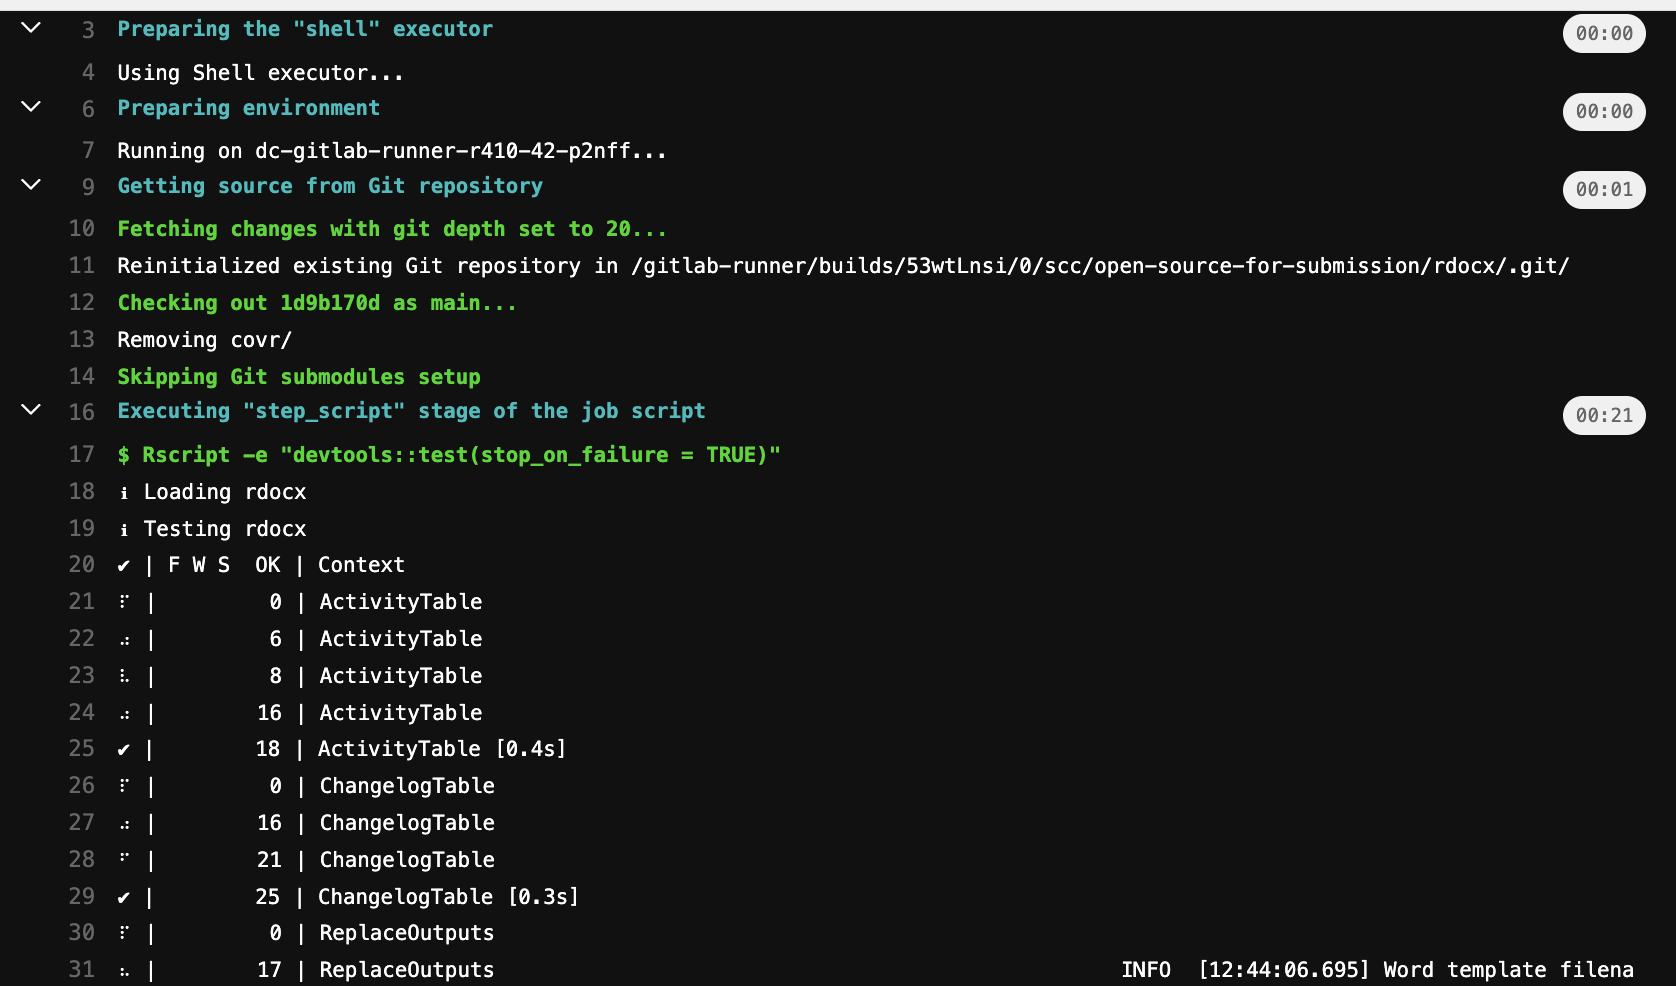 3 Preparing the "shell" executor 00:00
4 Using Shell executor...
6 Preparing environment 00:00
7 Running on dc-gitlab-runner-r410-42-p2nff...
9 Getting source from Git repository 00:01
10 Fetching changes with git depth set to 20...
11 Reinitialized existing Git repository in /gitlab-runner/builds/53wtLnsi/0/scc/open-source-for-submission/rdocx/.git/
12 Checking out 1d9b170d as main...
13 Removing covr/
14 Skipping Git submodules setup
16 Executing "step_script" stage of the job script 00:21
17 $ Rscript -e "devtools::test(stop_on_failure = TRUE)"
18 ℹ Loading rdocx
19 ℹ Testing rdocx
20 ✔ | F W S  OK | Context
21 ⠏ |         0 | ActivityTable
22 ⠴ |         6 | ActivityTable
23 ⠧ |         8 | ActivityTable
24 ⠴ |        16 | ActivityTable
25 ✔ |        18 | ActivityTable [0.4s]
26 ⠏ |         0 | ChangelogTable
27 ⠴ |        16 | ChangelogTable
28 ⠋ |        21 | ChangelogTable
29 ✔ |        25 | ChangelogTable [0.3s]
30 ⠏ |         0 | ReplaceOutputs
31 ⠦ |        17 | ReplaceOutputs INFO  [12:44:06.695] Word template filena